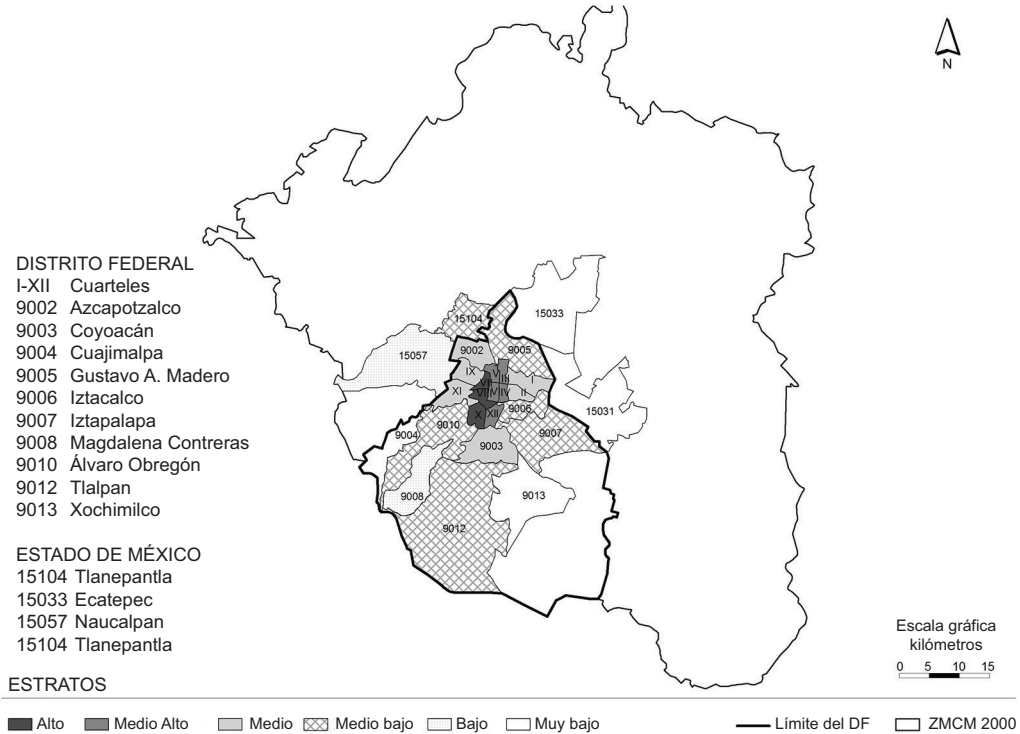 N
DISTRITO FEDERAL
I-XII Cuarteles
9002 Azcapotzalco
9003 Coyoacán
9004 Cuajimalpa
9005 Gustavo A. Madero
9006 Iztacalco
9007 Iztapalapa
9008 Magdalena Contreras
9010 Álvaro Obregón
9012 Tlalpan
9013 Xochimilco
ESTADO DE MÉXICO
15104 Tlanepantla
15033 Ecatepec
15057 Naucalpan
15104 Tlanepantla
15104
15033
15057
9002
9005
IX
V
III
I
XI
VII
VI
V
IV
II
15031
X
XII
9006
9004
9010
9003
9007
9008
9013
9012
Escala gráfica
kilómetros
0 5 10 15
ESTRATOS
Alto Medio Alto Medio Medio bajo Bajo Muy bajo Límite del DF ZMCM 2000